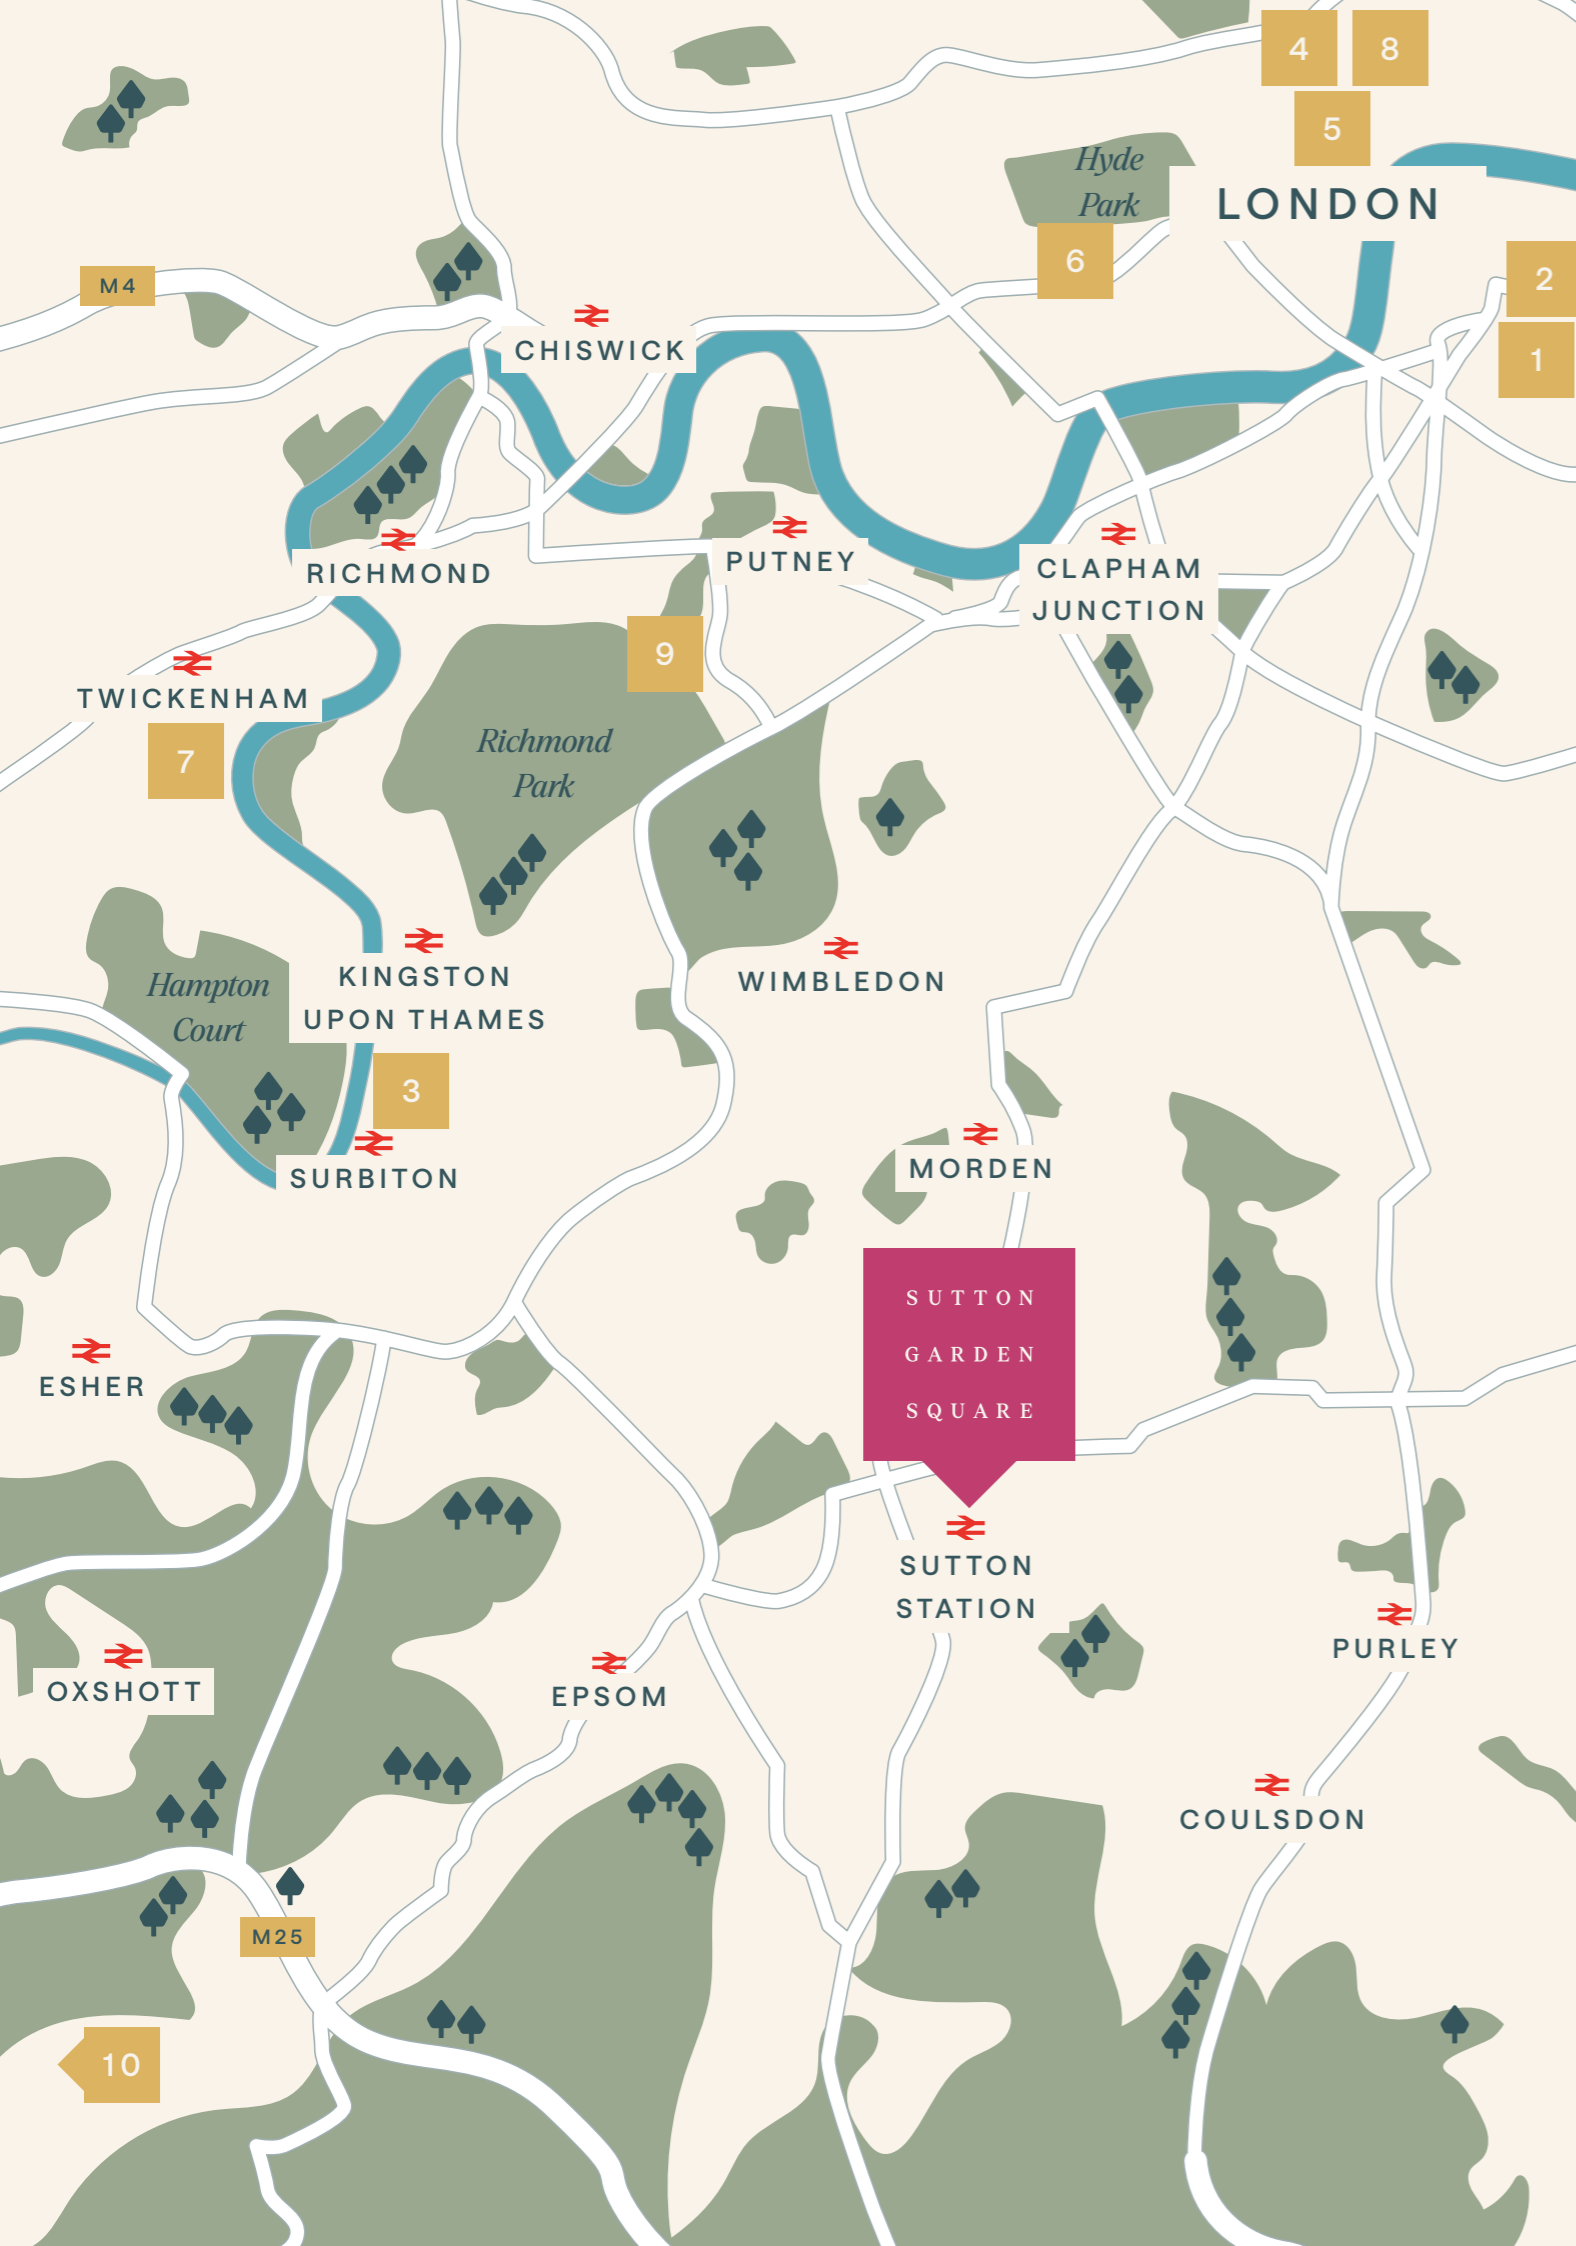 4
8
5
Hyde
Park
LONDON
6
2
M4
1
CHISWICK
PUTNEY
CLAPHAM
JUNCTION
RICHMOND
9
TWICKENHAM
7
Richmond
Park
KINGSTON
UPON THAMES
WIMBLEDON
Hampton
Court
3
MORDEN
SURBITON
SUTTON
GARDEN
SQUARE
ESHER
SUTTON
STATION
PURLEY
OXSHOTT
EPSOM
COULSDON
M25
10